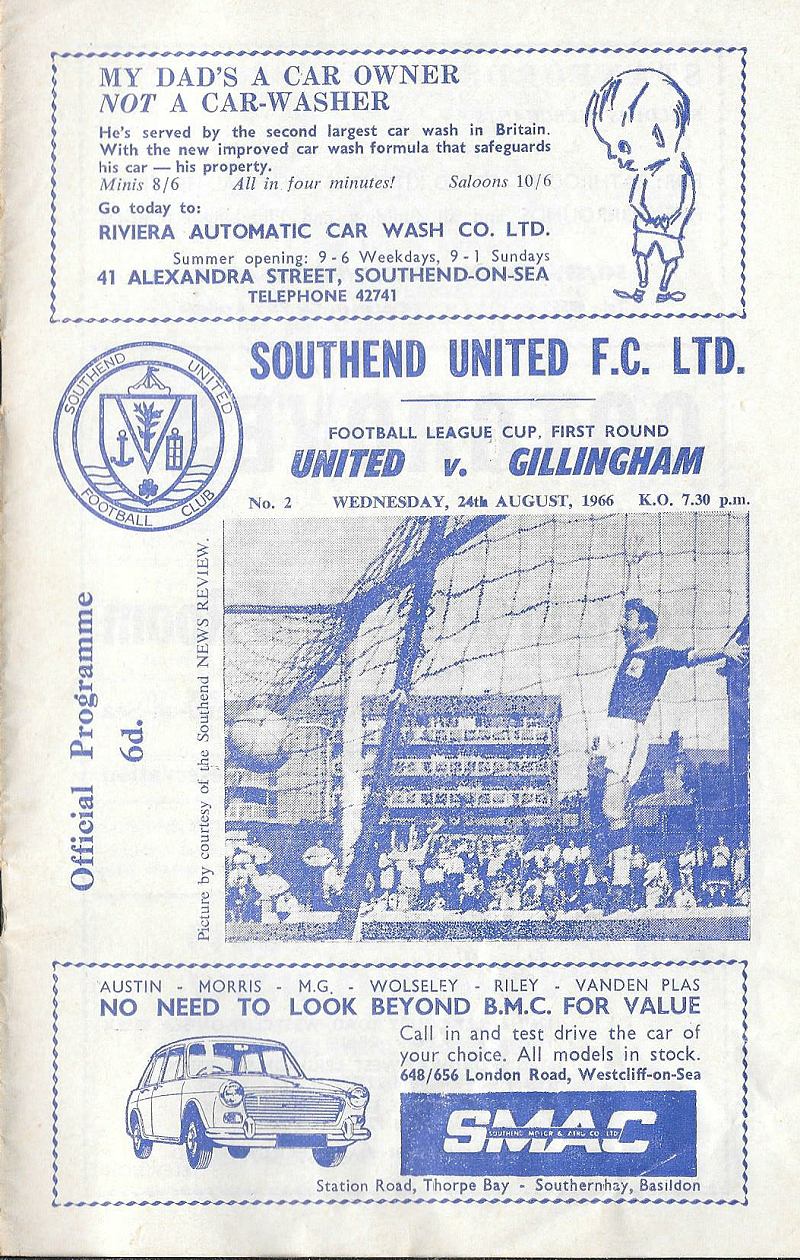 MY DAD'S A CAR OWNER
NOT A CAR-WASHER
He's served by the second largest car wash in Britain.
With the new improved car wash formula that safeguards
his car — his property.
Minis 8/6 All in four minutes! Saloons 10/6
Go today to:
RIVIERA AUTOMATIC CAR WASH CO. LTD.
Summer opening: 9-6 Weekdays, 9-1 Sundays
41 ALEXANDRA STREET, SOUTHEND-ON-SEA
TELEPHONE 42741
SOUTHEND UNITED
FOOTBALL CLUB
SOUTHEND UNITED F.C. LTD.
FOOTBALL LEAGUE CUP, FIRST ROUND
UNITED v. GILLINGHAM
No. 2 WEDNESDAY, 24th AUGUST, 1966 K.O. 7.30 p.m.
Official Programme
6d.
Picture by courtesy of the Southend NEWS REVIEW.
AUSTIN - MORRIS - M.G. - WOLSELEY - RILEY - VANDEN PLAS
NO NEED TO LOOK BEYOND B.M.C. FOR VALUE
Call in and test drive the car of
your choice. All models in stock.
648/656 London Road, Westcliff-on-Sea
SMAC
SOUTHEND MOTOR & AERO CO LTD
Station Road, Thorpe Bay - Southernhay, Basildon